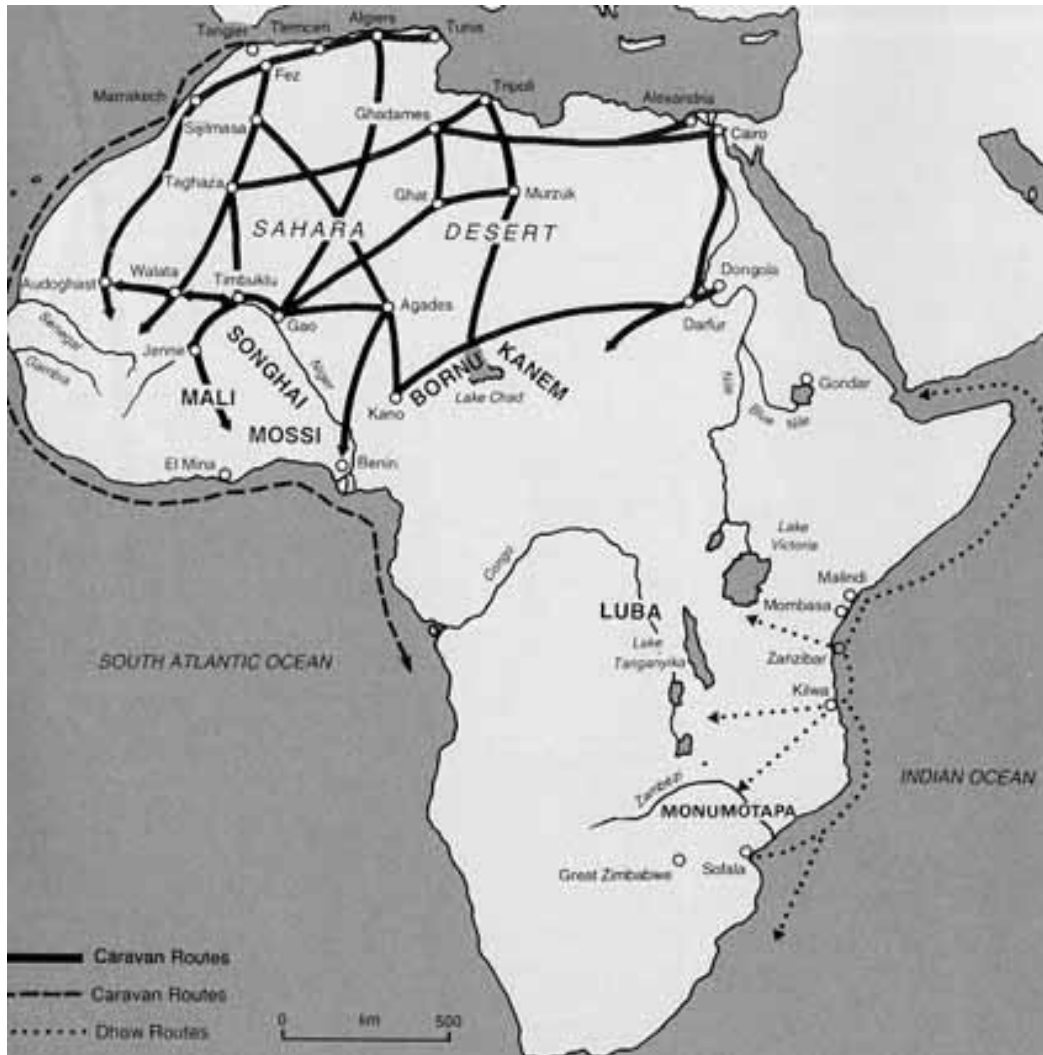 Tangier
Tlemcen
Algiers
Tunis
Fez
Marrakech
Sijilmasa
Ghadames
Tripoli
Alexandria
Cairo
Teghaza
Ghat
Murzuk
SAHARA
DESERT
Audoghast
Walata
Timbuktu
Gao
Agades
Dongola
Darfur
Senegal
Gambia
Jenne
SONGHAI
Niger
MALI
MOSSI
Kano
BORNU
KANEM
Lake Chad
Nile
Blue
Nile
Gondar
El Mina
Benin
Congo
Lake
Victoria
Malindi
Mombasa
LUBA
Lake
Tanganyika
Zanzibar
Kilwa
SOUTH ATLANTIC OCEAN
INDIAN OCEAN
Zambezi
MONUMOTAPA
Great Zimbabwe
Sofala
Caravan Routes
Caravan Routes
Dhow Routes
0 km 500